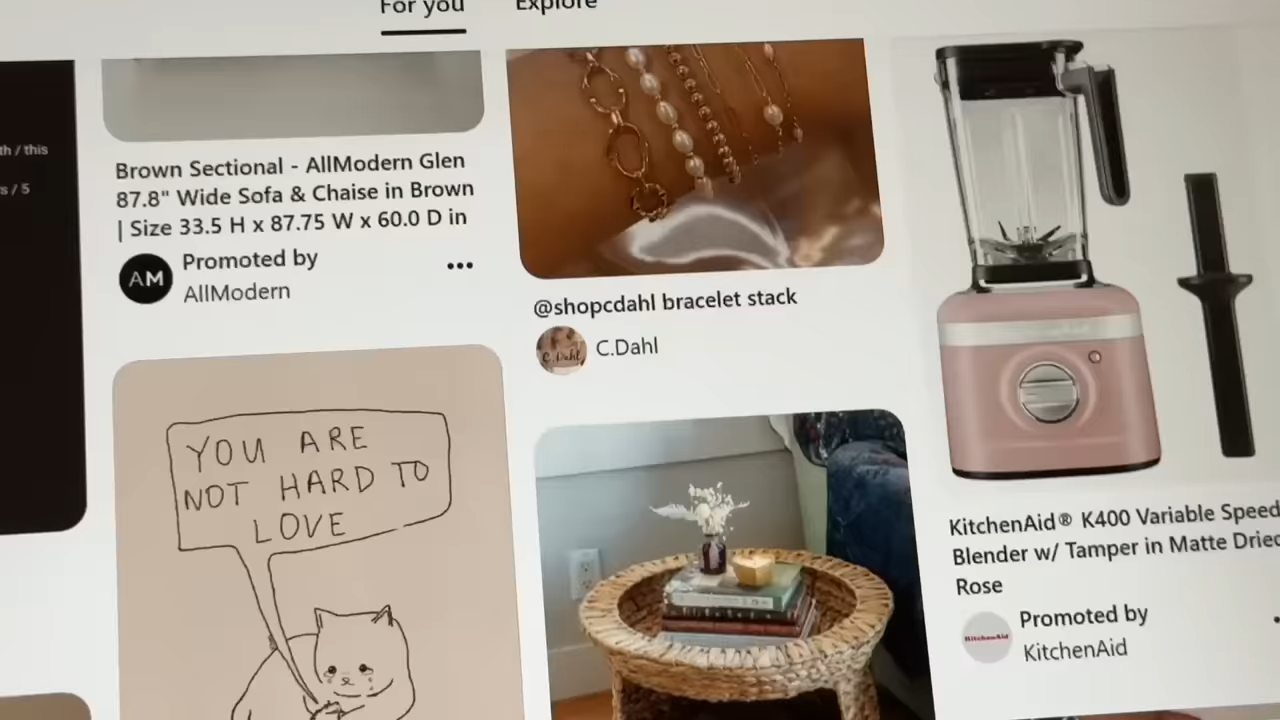 For you
Explore
th / this
s / 5
Brown Sectional - AllModern Glen
87.8" Wide Sofa & Chaise in Brown
| Size 33.5 H x 87.75 W x 60.0 D in
AM
Promoted by
AllModern
YOU ARE
NOT HARD TO
LOVE
@shopcdahl bracelet stack
C.Dahl
C.Dahl
KitchenAid® K400 Variable Speed
Blender w/ Tamper in Matte Dried
Rose
KitchenAid
Promoted by
KitchenAid